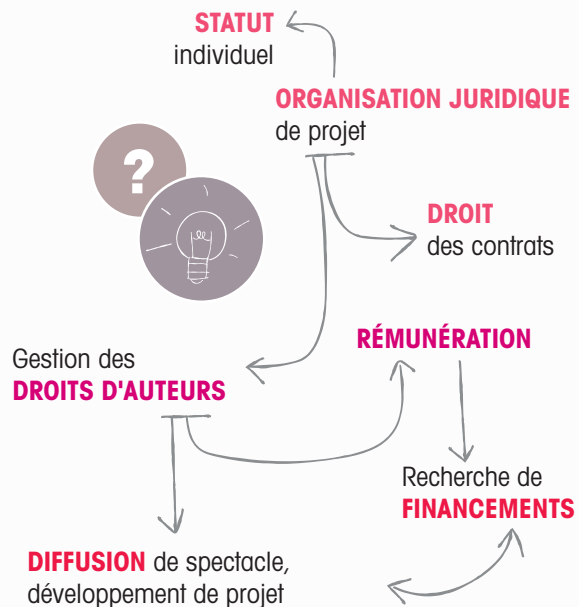 STATUT
individuel
ORGANISATION JURIDIQUE
de projet
?
DROIT
des contrats
RÉMUNÉRATION
Gestion des
DROITS D'AUTEURS
Recherche de
FINANCEMENTS
DIFFUSION de spectacle,
développement de projet